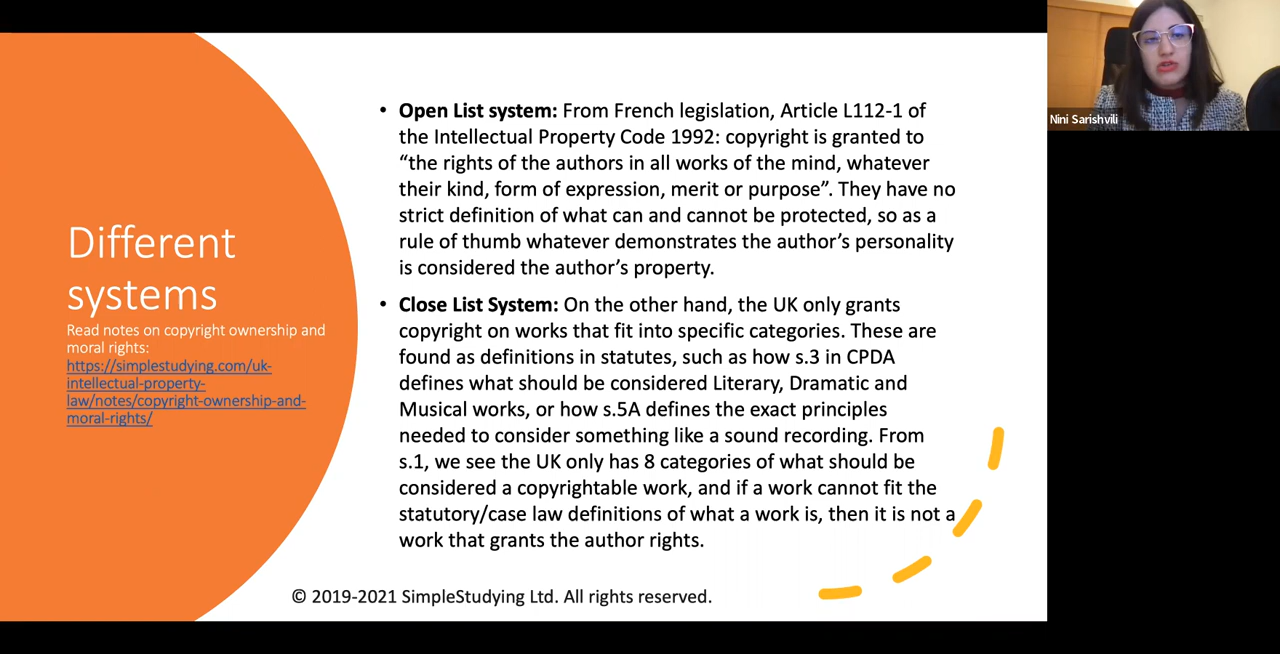 Different
systems
Read notes on copyright ownership and
moral rights:
https://simplestudying.com/uk-
intellectual-property-
law/notes/copyright-ownership-and-
moral-rights/
• Open List system: From French legislation, Article L112-1 of
the Intellectual Property Code 1992: copyright is granted to
“the rights of the authors in all works of the mind, whatever
their kind, form of expression, merit or purpose”. They have no
strict definition of what can and cannot be protected, so as a
rule of thumb whatever demonstrates the author’s personality
is considered the author’s property.
• Close List System: On the other hand, the UK only grants
copyright on works that fit into specific categories. These are
found as definitions in statutes, such as how s.3 in CPDA
defines what should be considered Literary, Dramatic and
Musical works, or how s.5A defines the exact principles
needed to consider something like a sound recording. From
s.1, we see the UK only has 8 categories of what should be
considered a copyrightable work, and if a work cannot fit the
statutory/case law definitions of what a work is, then it is not a
work that grants the author rights.
© 2019-2021 SimpleStudying Ltd. All rights reserved.
Nini Sarishvili